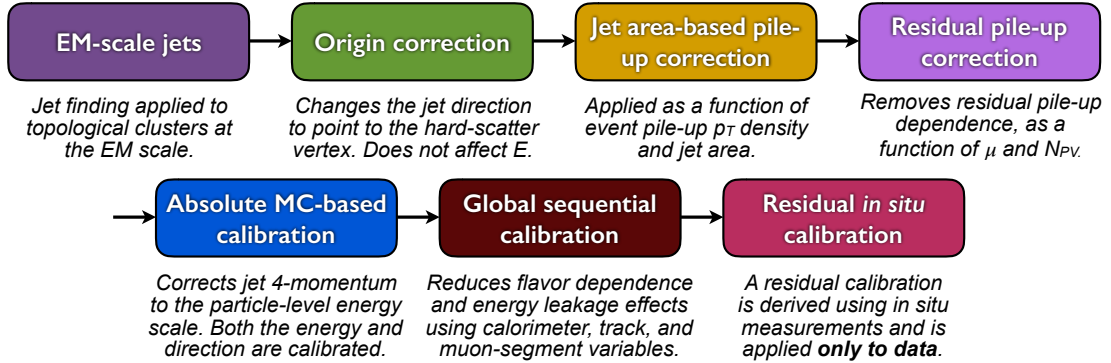 EM-scale jets
Jet finding applied to
topological clusters at
the EM scale.
Origin correction
Changes the jet direction
to point to the hard-scatter
vertex. Does not affect E.
Jet area-based pile-
up correction
Applied as a function of
event pile-up pT density
and jet area.
Residual pile-up
correction
Removes residual pile-up
dependence, as a
function of μ and NPV.
Absolute MC-based
calibration
Corrects jet 4-momentum
to the particle-level energy
scale. Both the energy and
direction are calibrated.
Global sequential
calibration
Reduces flavor dependence
and energy leakage effects
using calorimeter, track, and
muon-segment variables.
Residual in situ
calibration
A residual calibration
is derived using in situ
measurements and is
applied only to data.